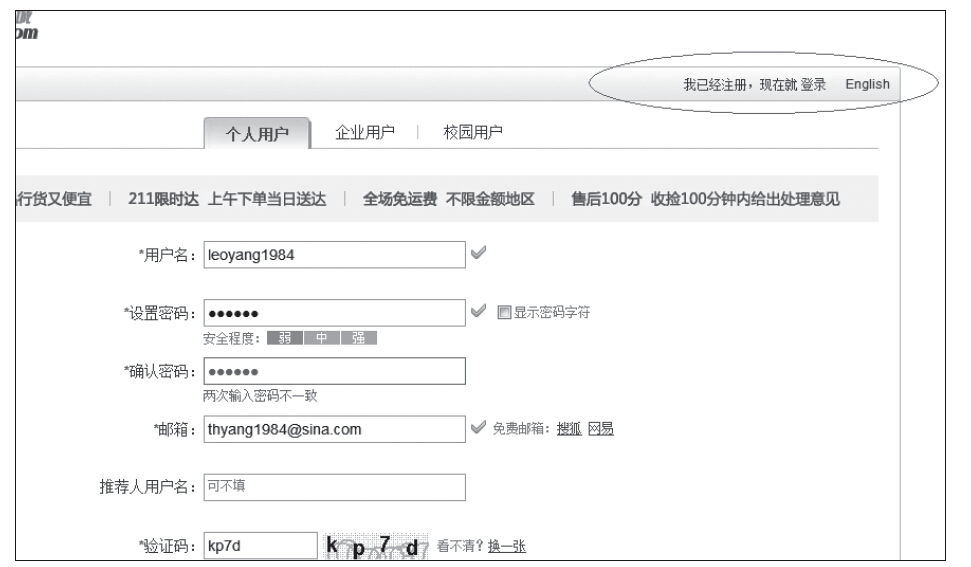 om
我已经注册，现在就 登录 English
个人用户 企业用户 校园用户
行货又便宜 211限时达 上午下单当日送达 全场免运费 不限金额地区 售后100分 收捡100分钟内给出处理意见
*用户名： leoyang1984
*设置密码： ●●●●●● 显示密码字符
安全程度： 弱 中 强
*确认密码： ●●●●●●
两次输入密码不一致
*邮箱： thyang1984@sina.com 免费邮箱： 搜狐 网易
推荐人用户名： 可不填
*验证码： kp7d kp7d 看不清？ 换一张